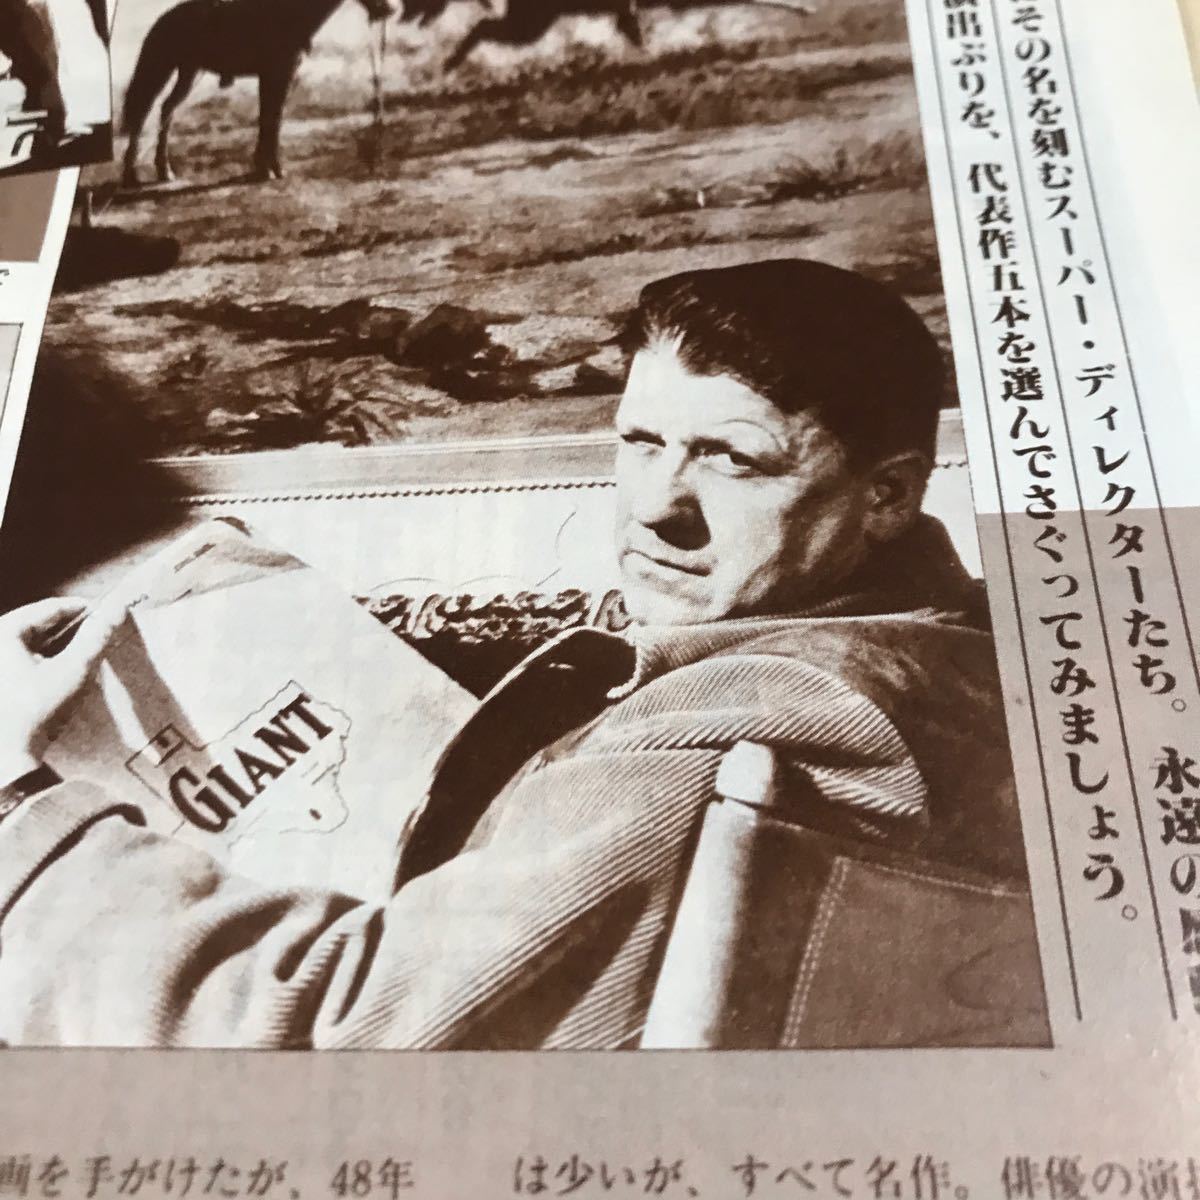 その名を刻むスーパー・ディレクターたち。永遠の
演出ぶりを、代表作五本を選んでさぐってみましょう。
GIANT
画を手がけたが、48年
は少いが、すべて名作。俳優の演